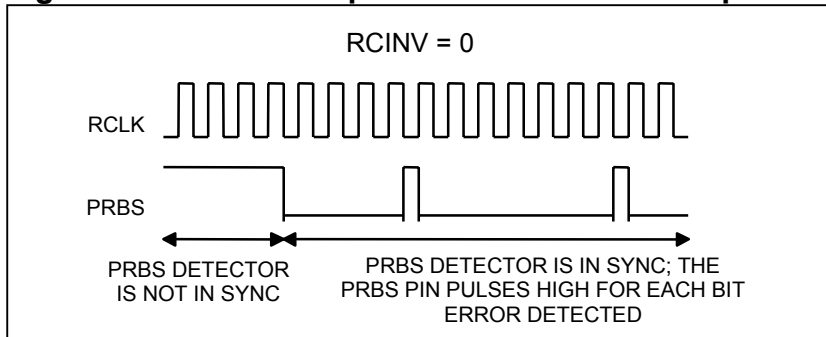 RCINV = 0
RCLK
PRBS
PRBS DETECTOR
IS NOT IN SYNC
PRBS DETECTOR IS IN SYNC; THE
PRBS PIN PULSES HIGH FOR EACH BIT
ERROR DETECTED